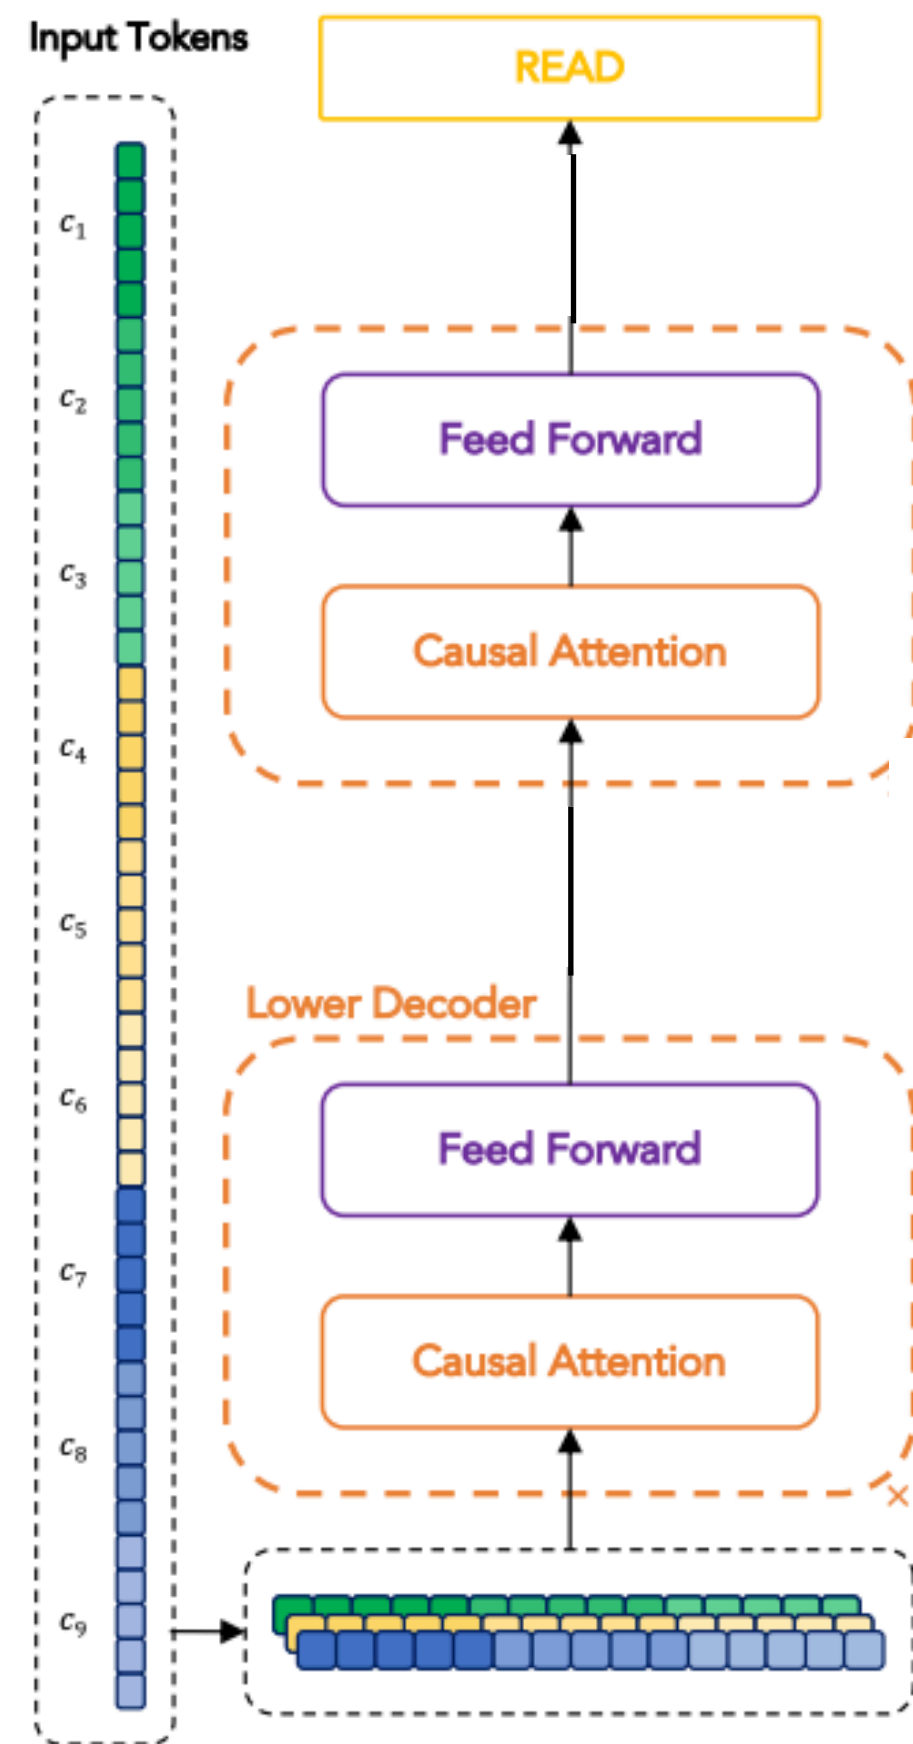 Input Tokens
READ
c1
c2
Feed Forward
c3
Causal Attention
c4
c5
Lower Decoder
c6
Feed Forward
c7
Causal Attention
c8
×
c9